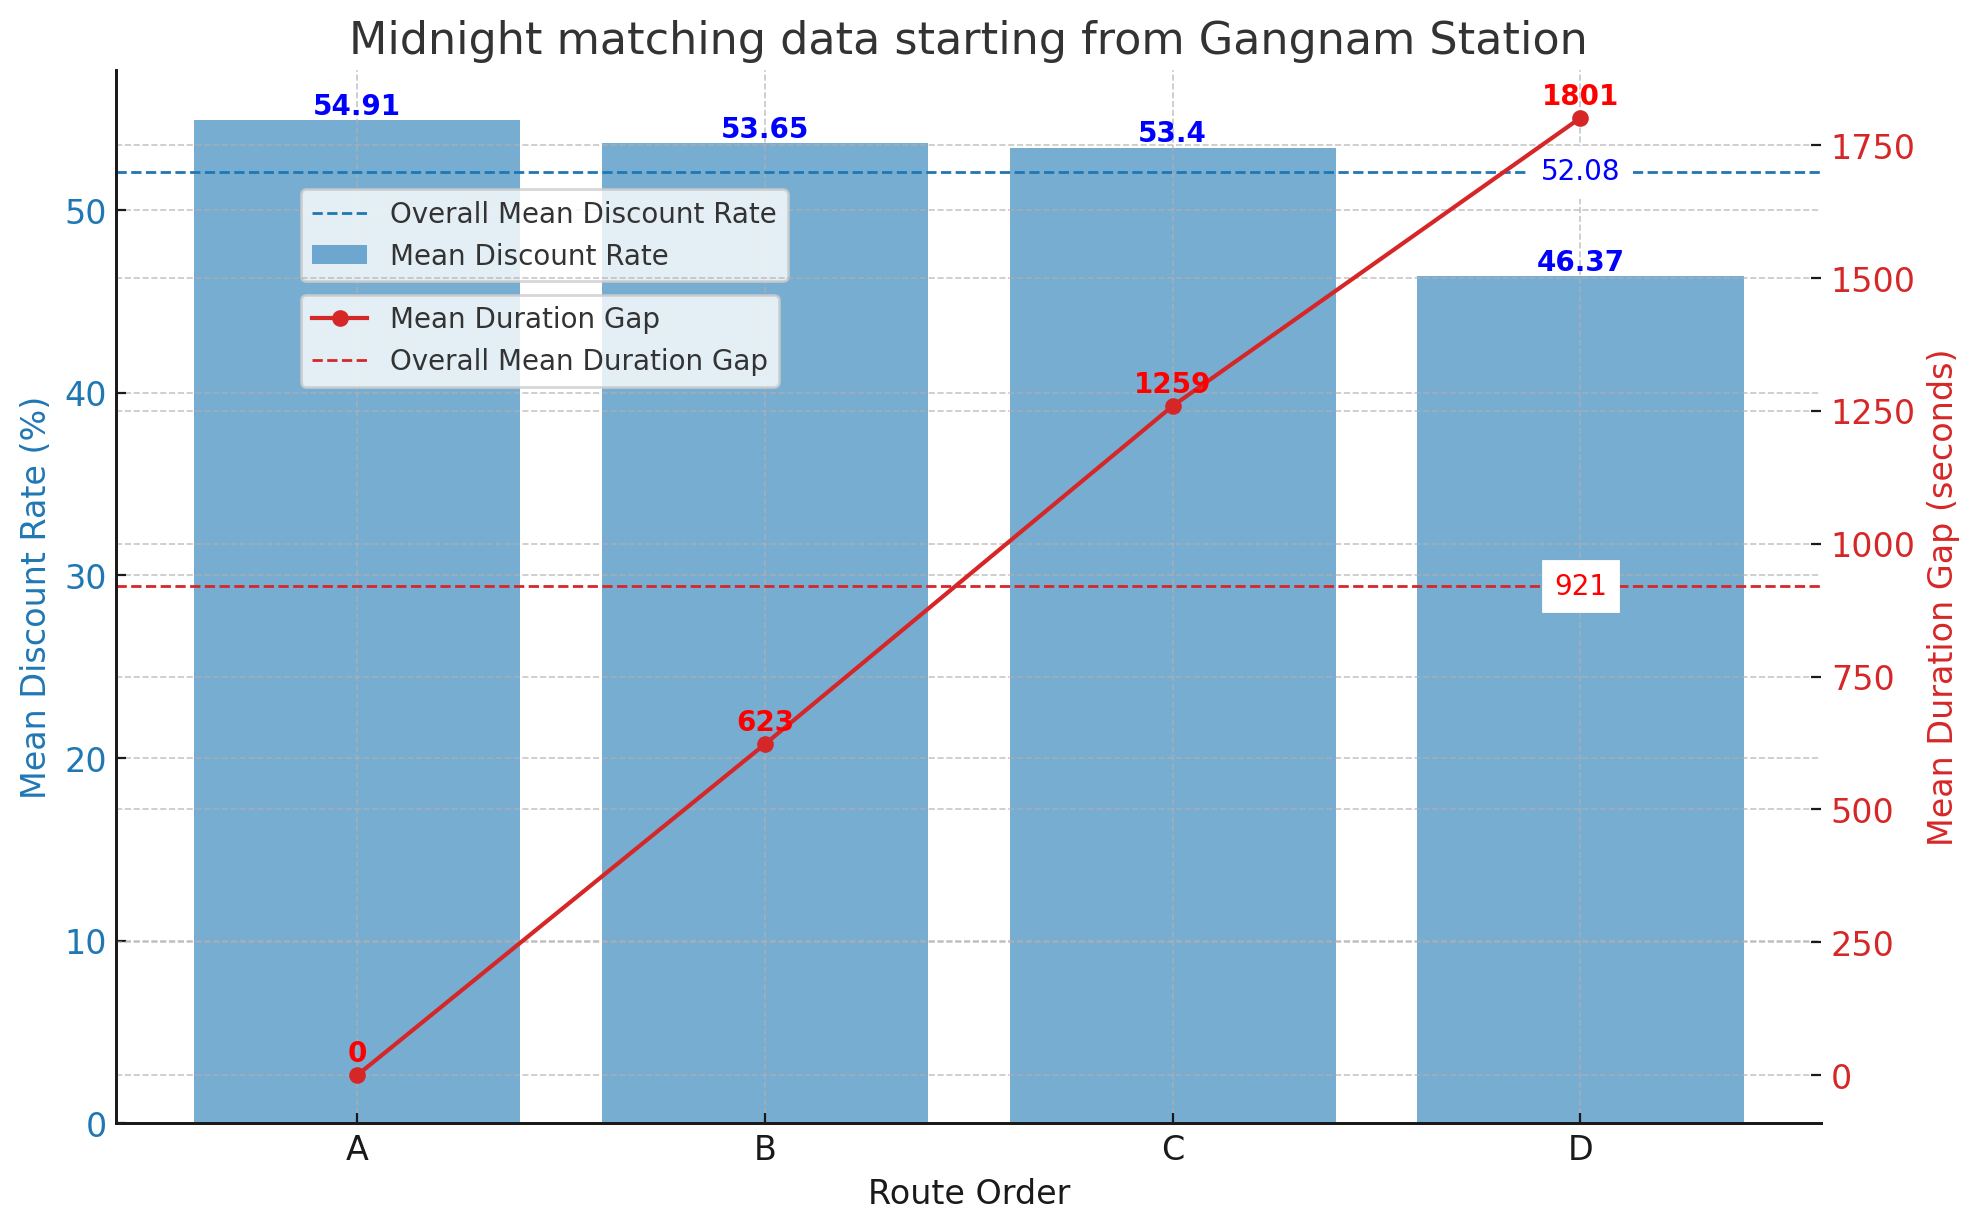 Midnight matching data starting from Gangnam Station
54.91
53.65
53.4
46.37
52.08
1801
1259
623
0
921
Overall Mean Discount Rate
Mean Discount Rate
Mean Duration Gap
Overall Mean Duration Gap
Mean Discount Rate (%)
50
40
30
20
10
0
Mean Duration Gap (seconds)
1750
1500
1250
1000
750
500
250
0
A B C D
Route Order